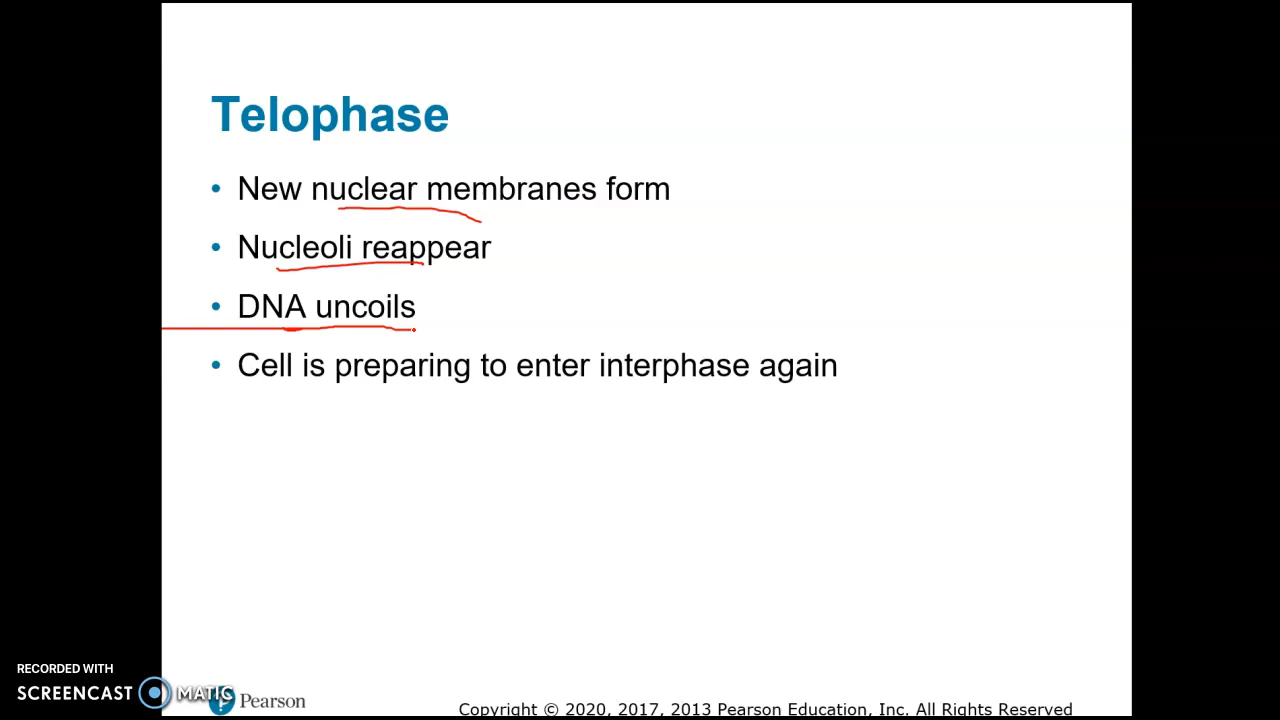 Telophase
• New nuclear membranes form
• Nucleoli reappear
• DNA uncoils
• Cell is preparing to enter interphase again
RECORDED WITH
SCREENCAST MATIC
Pearson
Copyright © 2020, 2017, 2013 Pearson Education, Inc. All Rights Reserved